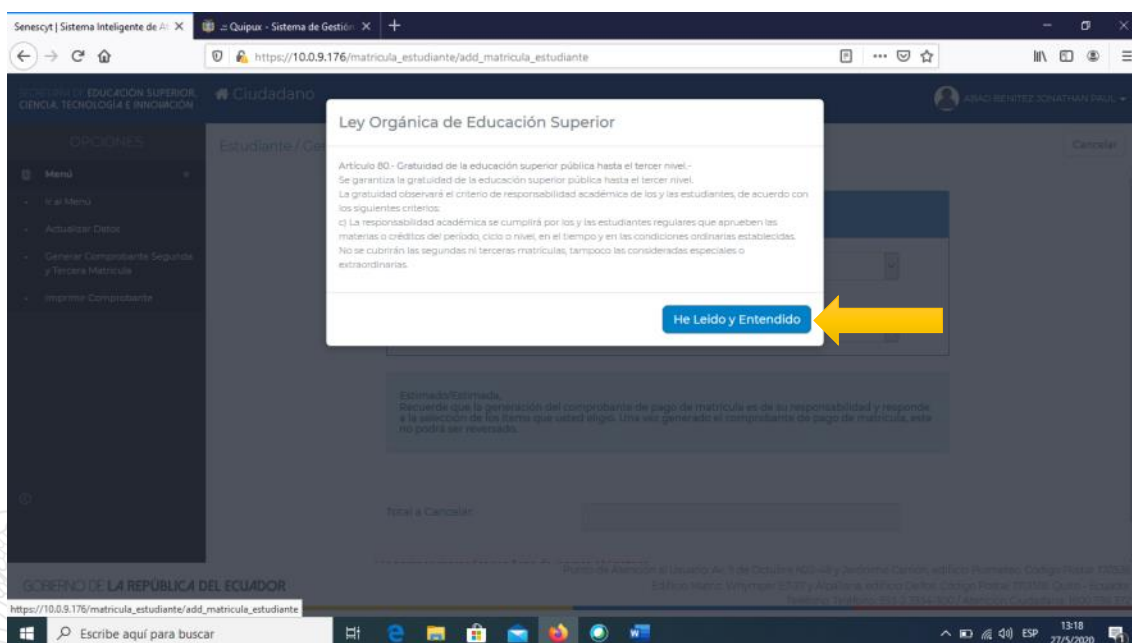 Senescyt | Sistema Inteligente de At
.:: Quipux - Sistema de Gestión
https://10.0.9.176/matricula_estudiante/add_matricula_estudiante
SECRETARÍA DE EDUCACIÓN SUPERIOR,
CIENCIA, TECNOLOGÍA E INNOVACIÓN
Ciudadano
ABAD BENITEZ JONATHAN PAUL
OPCIONES
Estudiante / Ge
Cancelar
Ley Orgánica de Educación Superior
Artículo 80.- Gratuidad de la educación superior pública hasta el tercer nivel.-
Se garantiza la gratuidad de la educación superior pública hasta el tercer nivel.
La gratuidad observará el criterio de responsabilidad académica de los y las estudiantes, de acuerdo con
los siguientes criterios:
c) La responsabilidad académica se cumplirá por los y las estudiantes regulares que aprueben las
materias o créditos del período, ciclo o nivel, en el tiempo y en las condiciones ordinarias establecidas.
No se cubrirán las segundas ni terceras matrículas, tampoco las consideradas especiales o
extraordinarias.
He Leido y Entendido
Menú
Ir al Menú
Actualizar Datos
Generar Comprobante Segunda
y Tercera Matrícula
Imprimir Comprobante
Estimado/Estimada,
Recuerde que la generación del comprobante de pago de matrícula es de su responsabilidad y responde
a la selección de los ítems que usted eligió. Una vez generado el comprobante de pago de matrícula, este
no podrá ser reversado.
Total a Cancelar:
GOBIERNO DE LA REPÚBLICA DEL ECUADOR
https://10.0.9.176/matricula_estudiante/add_matricula_estudiante
Escribe aquí para buscar
ESP
13:18
27/5/2020